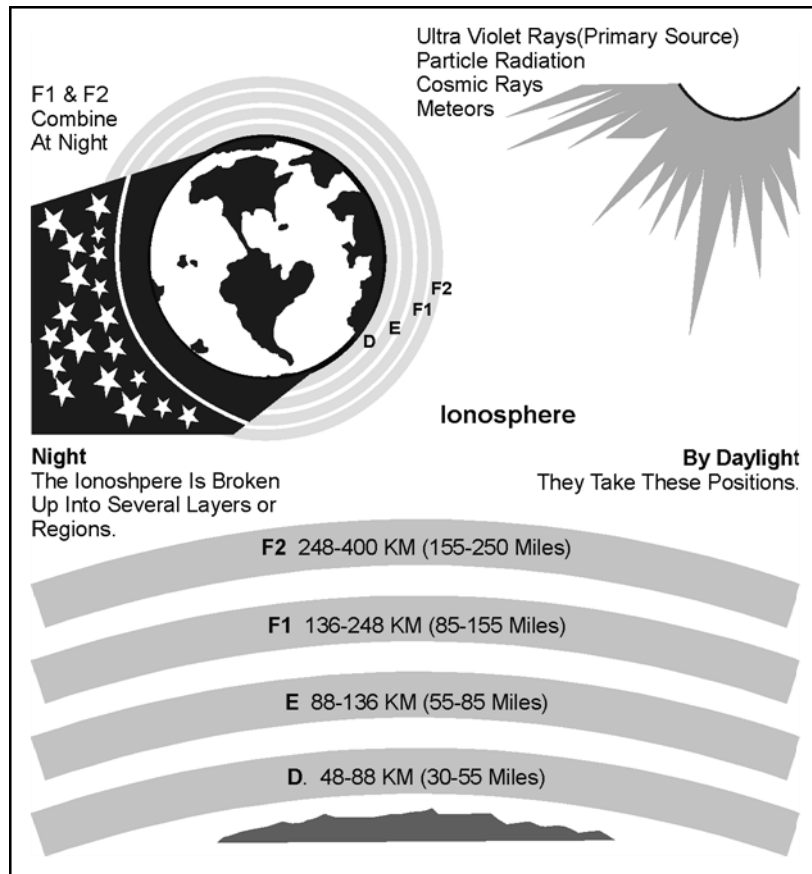 Ultra Violet Rays(Primary Source)
Particle Radiation
Cosmic Rays
Meteors
F1 & F2
Combine
At Night
F2
F1
E
D
Ionosphere
Night
The Ionoshpere Is Broken
Up Into Several Layers or
Regions.
By Daylight
They Take These Positions.
F2 248-400 KM (155-250 Miles)
F1 136-248 KM (85-155 Miles)
E 88-136 KM (55-85 Miles)
D. 48-88 KM (30-55 Miles)